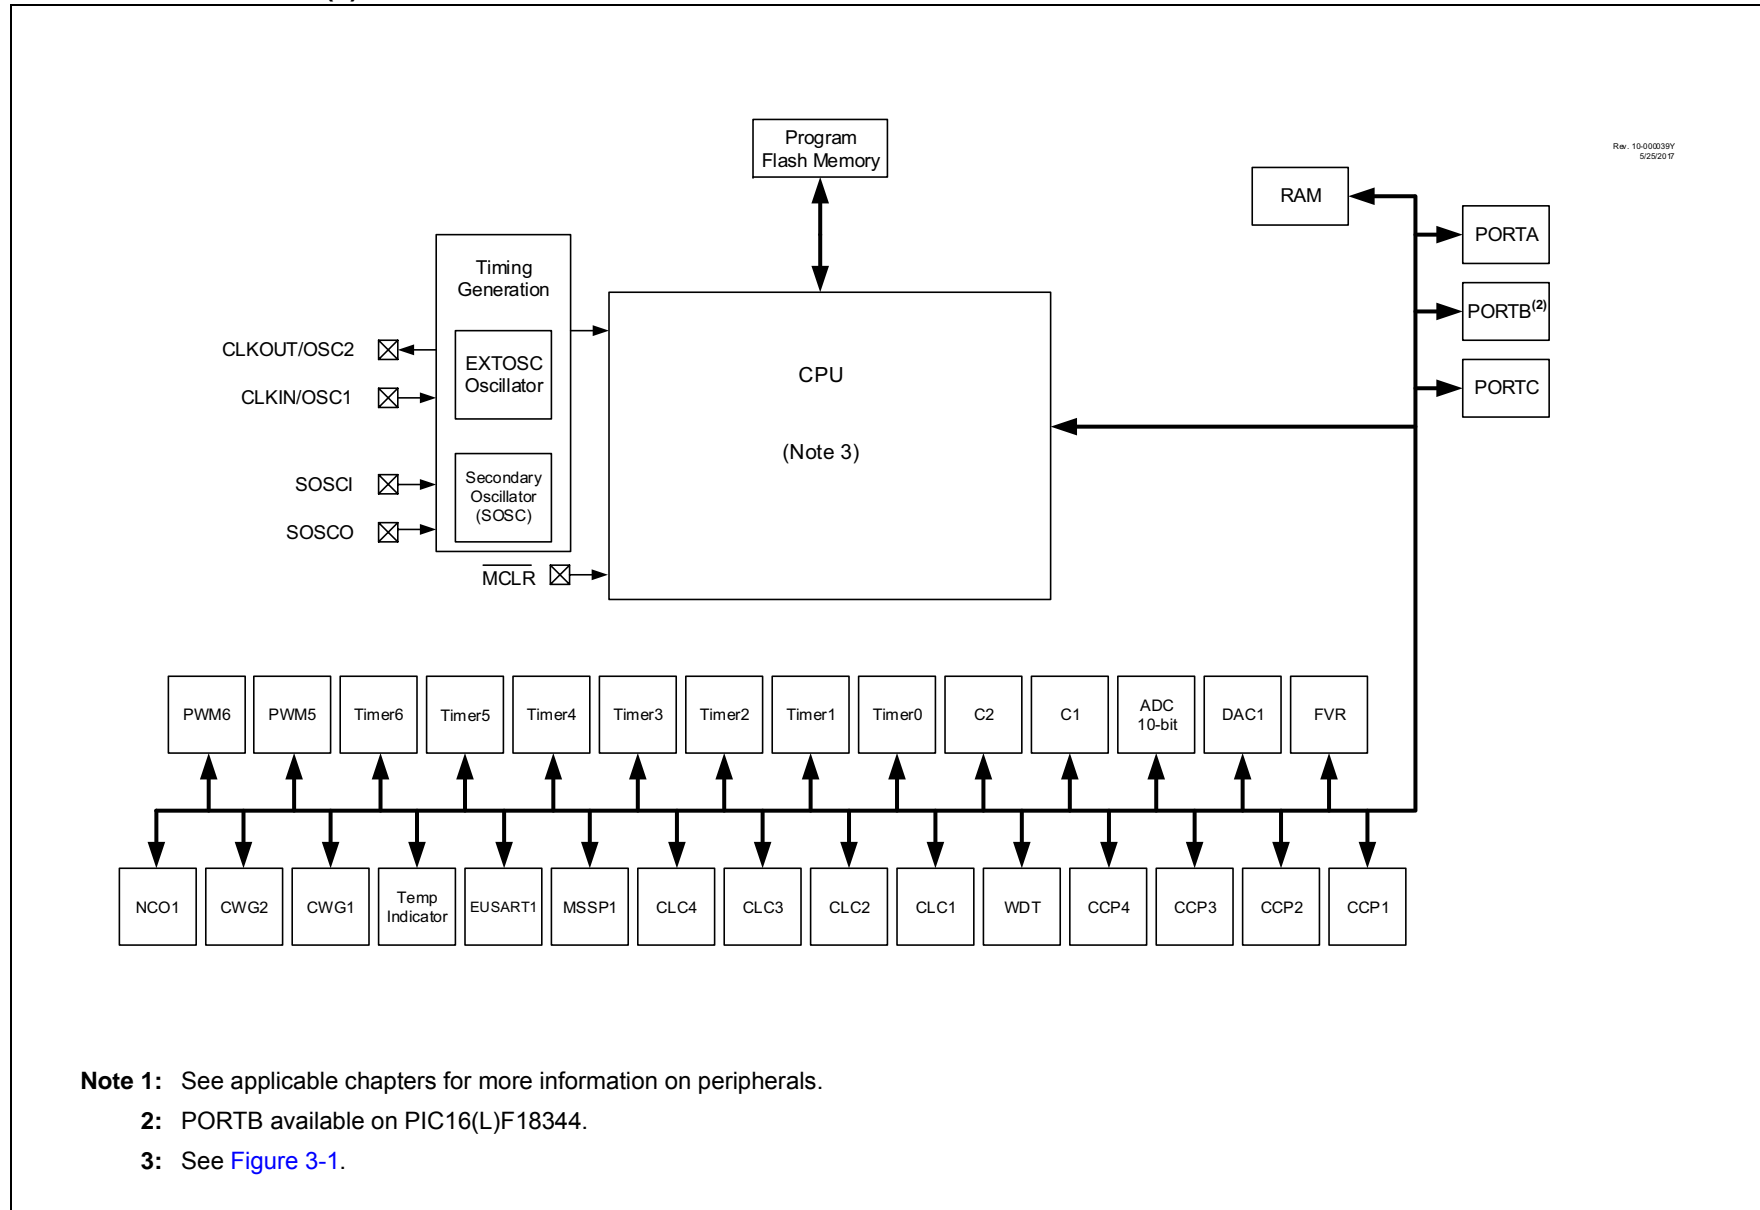 Program
Flash Memory
Rev. 10-000039Y
5/25/2017
RAM
PORTA
Timing
Generation
PORTB(2)
CLKOUT/OSC2
EXTOSC
Oscillator
CPU
PORTC
CLKIN/OSC1
(Note 3)
SOSCI
Secondary
Oscillator
(SOSC)
SOSCO
MCLR
PWM6
PWM5
Timer6
Timer5
Timer4
Timer3
Timer2
Timer1
Timer0
C2
C1
ADC
10-bit
DAC1
FVR
NCO1
CWG2
CWG1
Temp
Indicator
EUSART1
MSSP1
CLC4
CLC3
CLC2
CLC1
WDT
CCP4
CCP3
CCP2
CCP1
Note 1: See applicable chapters for more information on peripherals.
2: PORTB available on PIC16(L)F18344.
3: See Figure 3-1.